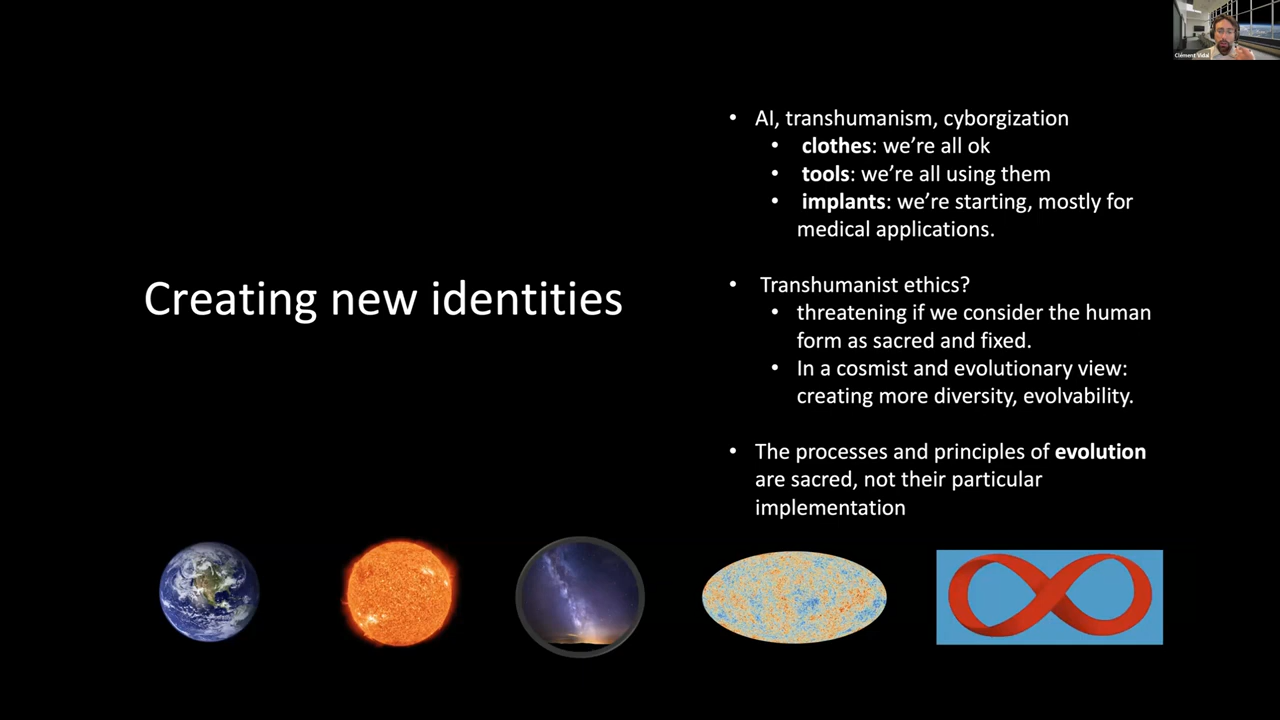 Clément Vidal
Creating new identities
• AI, transhumanism, cyborgization
• clothes: we’re all ok
• tools: we’re all using them
• implants: we’re starting, mostly for
medical applications.
• Transhumanist ethics?
• threatening if we consider the human
form as sacred and fixed.
• In a cosmist and evolutionary view:
creating more diversity, evolvability.
• The processes and principles of evolution
are sacred, not their particular
implementation